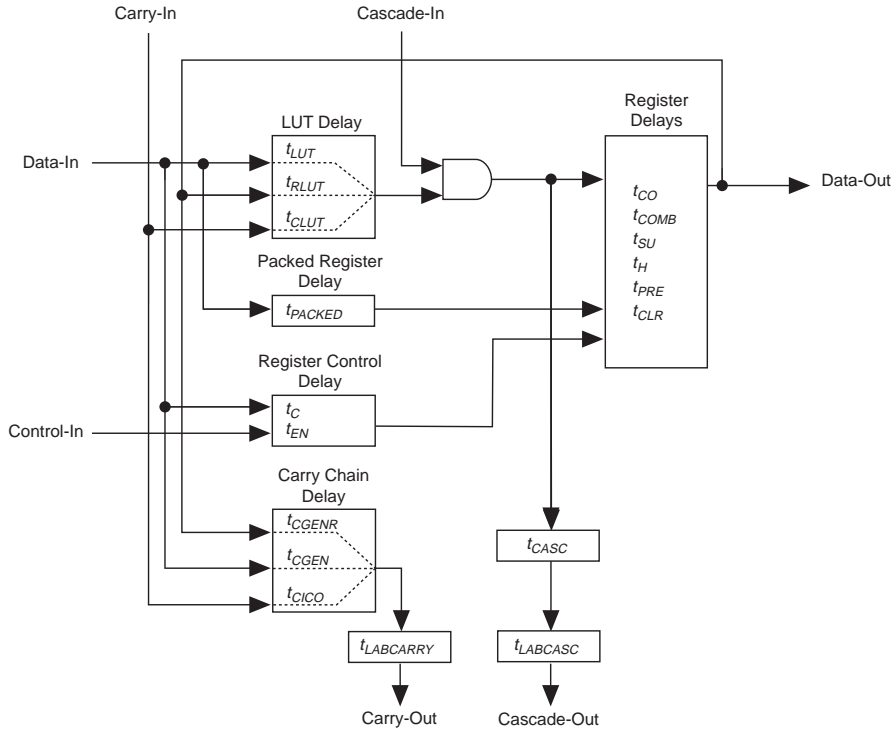 Carry-In
Cascade-In
LUT Delay
Register
Delays
Data-In
tLUT
tRLUT
tCLUT
Data-Out
tCO
tCOMB
tSU
tH
tPRE
tCLR
Packed Register
Delay
tPACKED
Register Control
Delay
tC
tEN
Control-In
Carry Chain
Delay
tCGENR
tCGEN
tCICO
tCASC
tLABCARRY
tLABCASC
Carry-Out
Cascade-Out